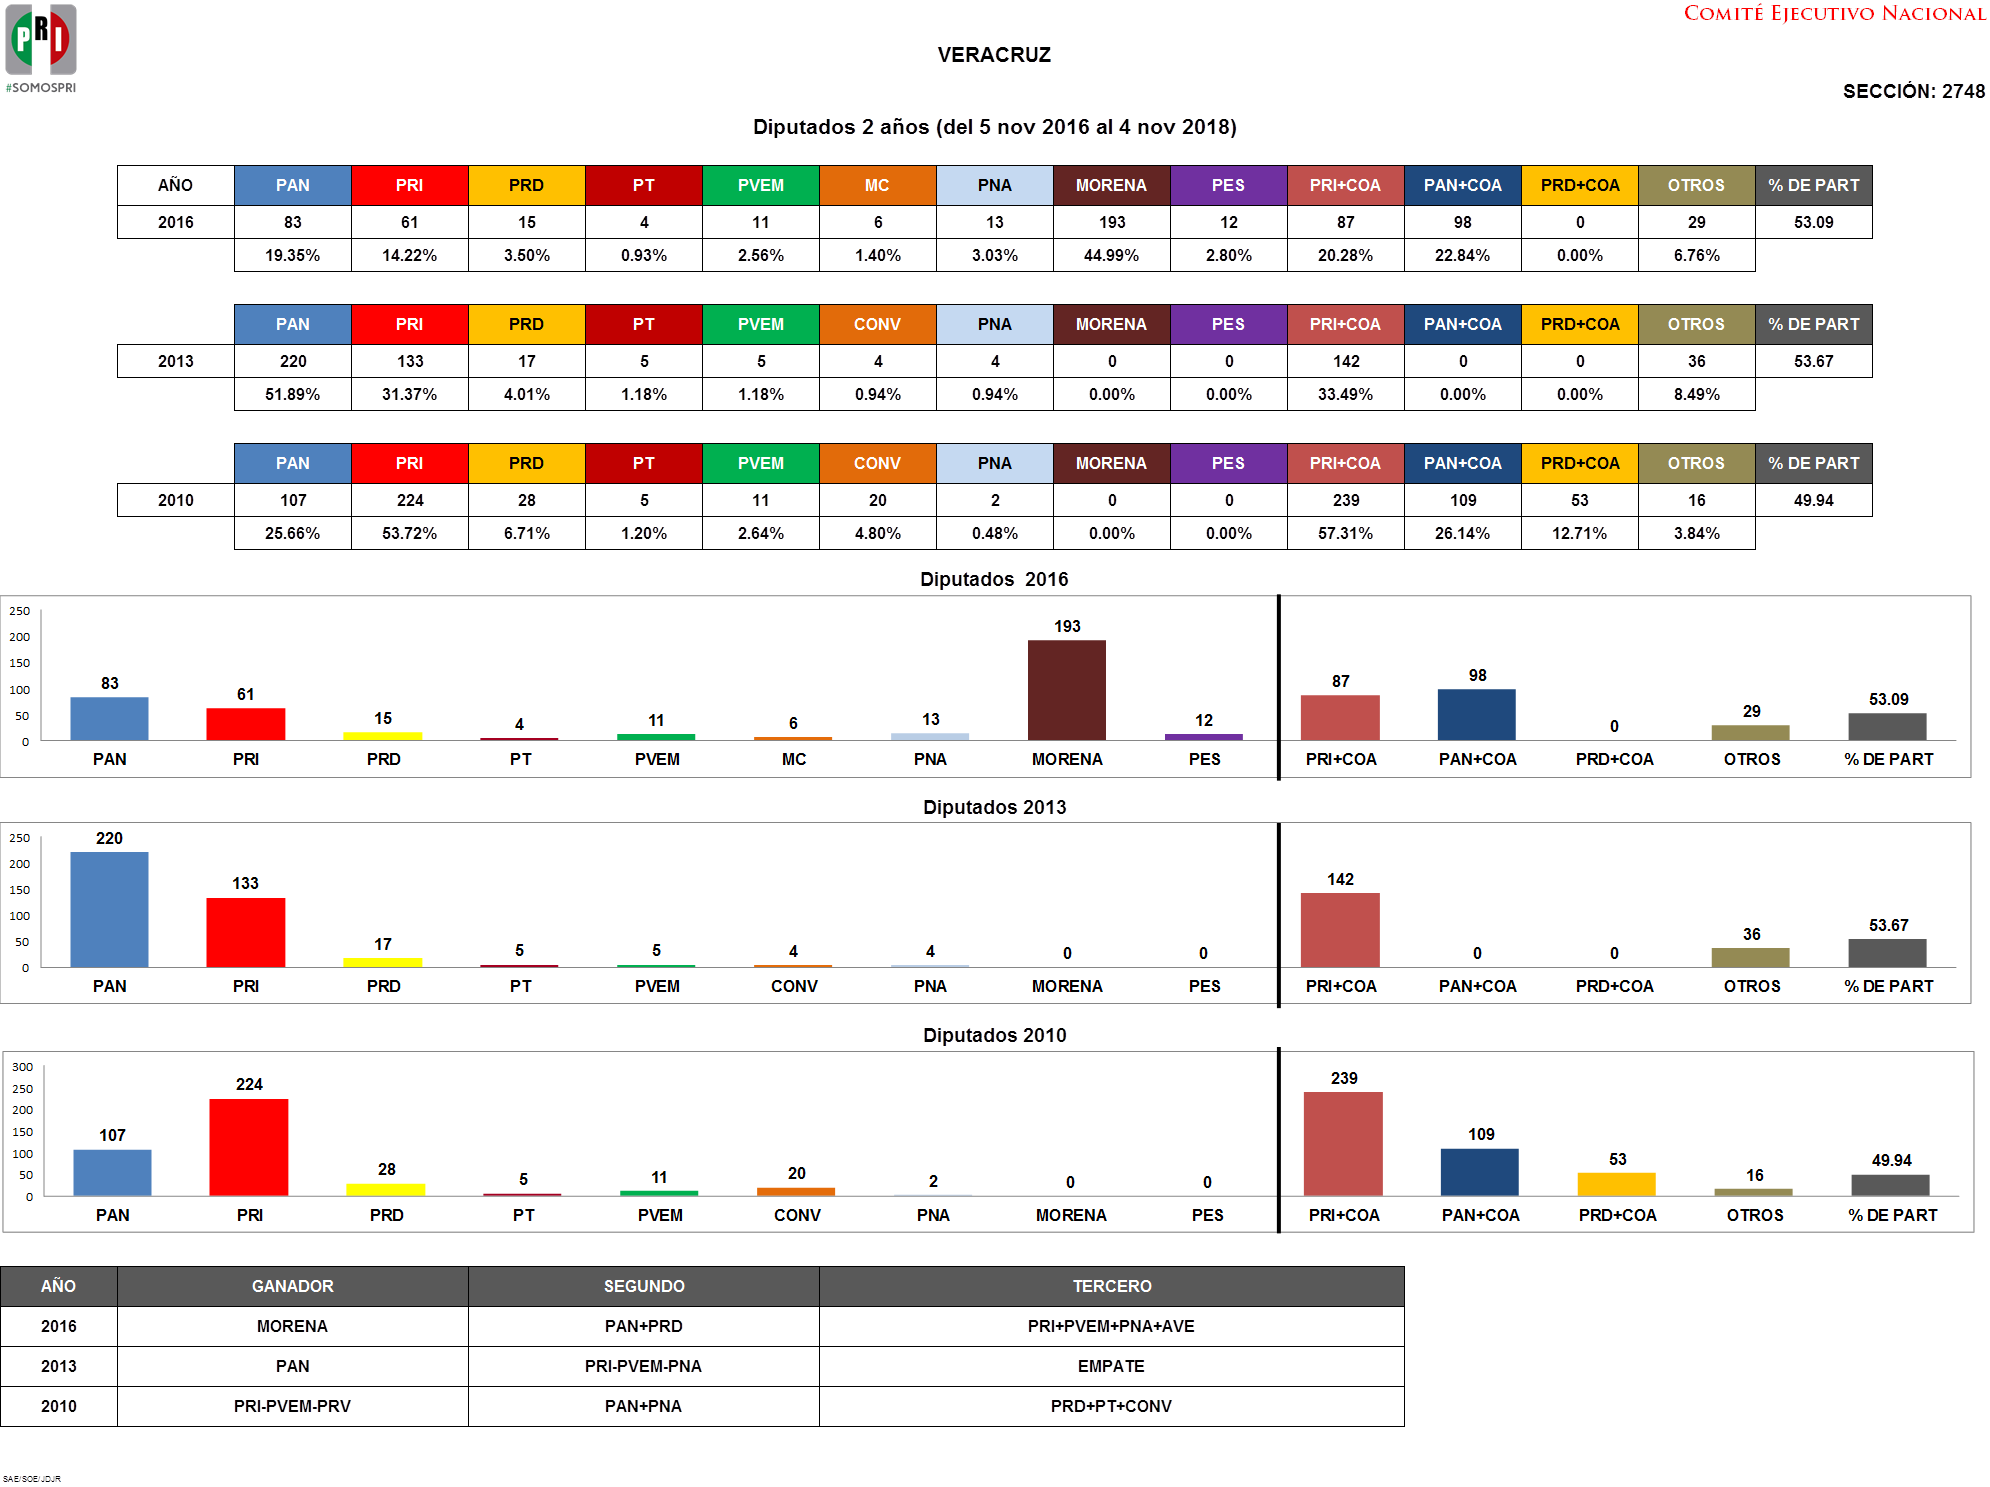 PRI
#SOMOSPRI
COMITÉ EJECUTIVO NACIONAL
VERACRUZ
SECCIÓN: 2748
Diputados 2 años (del 5 nov 2016 al 4 nov 2018)
AÑO PAN PRI PRD PT PVEM MC PNA MORENA PES PRI+COA PAN+COA PRD+COA OTROS % DE PART
2016 83 61 15 4 11 6 13 193 12 87 98 0 29 53.09
19.35% 14.22% 3.50% 0.93% 2.56% 1.40% 3.03% 44.99% 2.80% 20.28% 22.84% 0.00% 6.76%
PAN PRI PRD PT PVEM CONV PNA MORENA PES PRI+COA PAN+COA PRD+COA OTROS % DE PART
2013 220 133 17 5 5 4 4 0 0 142 0 0 36 53.67
51.89% 31.37% 4.01% 1.18% 1.18% 0.94% 0.94% 0.00% 0.00% 33.49% 0.00% 0.00% 8.49%
PAN PRI PRD PT PVEM CONV PNA MORENA PES PRI+COA PAN+COA PRD+COA OTROS % DE PART
2010 107 224 28 5 11 20 2 0 0 239 109 53 16 49.94
25.66% 53.72% 6.71% 1.20% 2.64% 4.80% 0.48% 0.00% 0.00% 57.31% 26.14% 12.71% 3.84%
Diputados 2016
250
200
150
100
50
0
83 61 15 4 11 6 13 193 12 87 98 0 29 53.09
PAN PRI PRD PT PVEM MC PNA MORENA PES PRI+COA PAN+COA PRD+COA OTROS % DE PART
Diputados 2013
250
200
150
100
50
0
220 133 17 5 5 4 4 0 0 142 0 0 36 53.67
PAN PRI PRD PT PVEM CONV PNA MORENA PES PRI+COA PAN+COA PRD+COA OTROS % DE PART
Diputados 2010
300
250
200
150
100
50
0
107 224 28 5 11 20 2 0 0 239 109 53 16 49.94
PAN PRI PRD PT PVEM CONV PNA MORENA PES PRI+COA PAN+COA PRD+COA OTROS % DE PART
AÑO GANADOR SEGUNDO TERCERO
2016 MORENA PAN+PRD PRI+PVEM+PNA+AVE
2013 PAN PRI-PVEM-PNA EMPATE
2010 PRI-PVEM-PRV PAN+PNA PRD+PT+CONV
SAE/SOE/JDJR